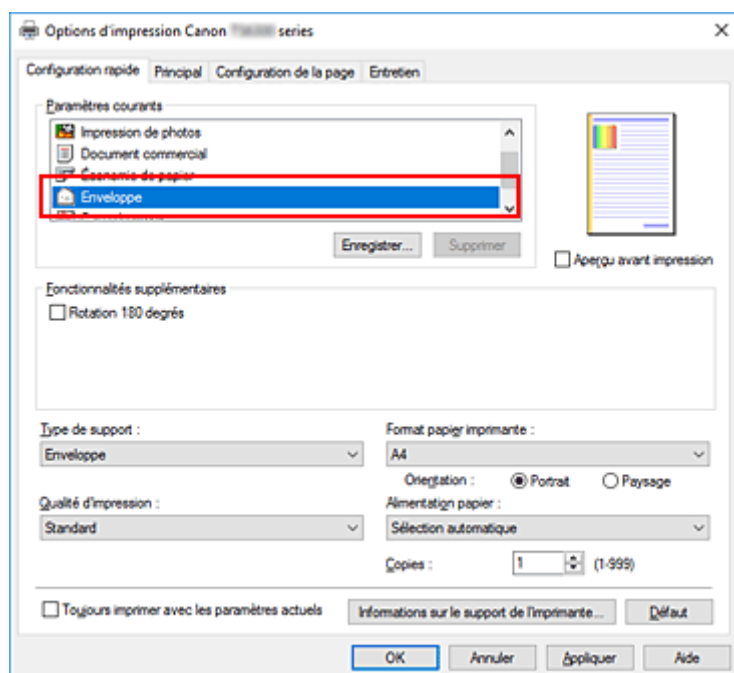 Options d'impression Canon series
Configuration rapide Principal Configuration de la page Entretien
Paramètres courants
Impression de photos
Document commercial
Économie de papier
Enveloppe
Enregistrer... Supprimer
Aperçu avant impression
Fonctionnalités supplémentaires
Rotation 180 degrés
Type de support :
Enveloppe
Format papier imprimante :
A4
Orientation : Portrait Paysage
Qualité d'impression :
Standard
Alimentation papier :
Sélection automatique
Copies : 1 (1-999)
Toujours imprimer avec les paramètres actuels
Informations sur le support de l'imprimante...
Défaut
OK Annuler Appliquer Aide